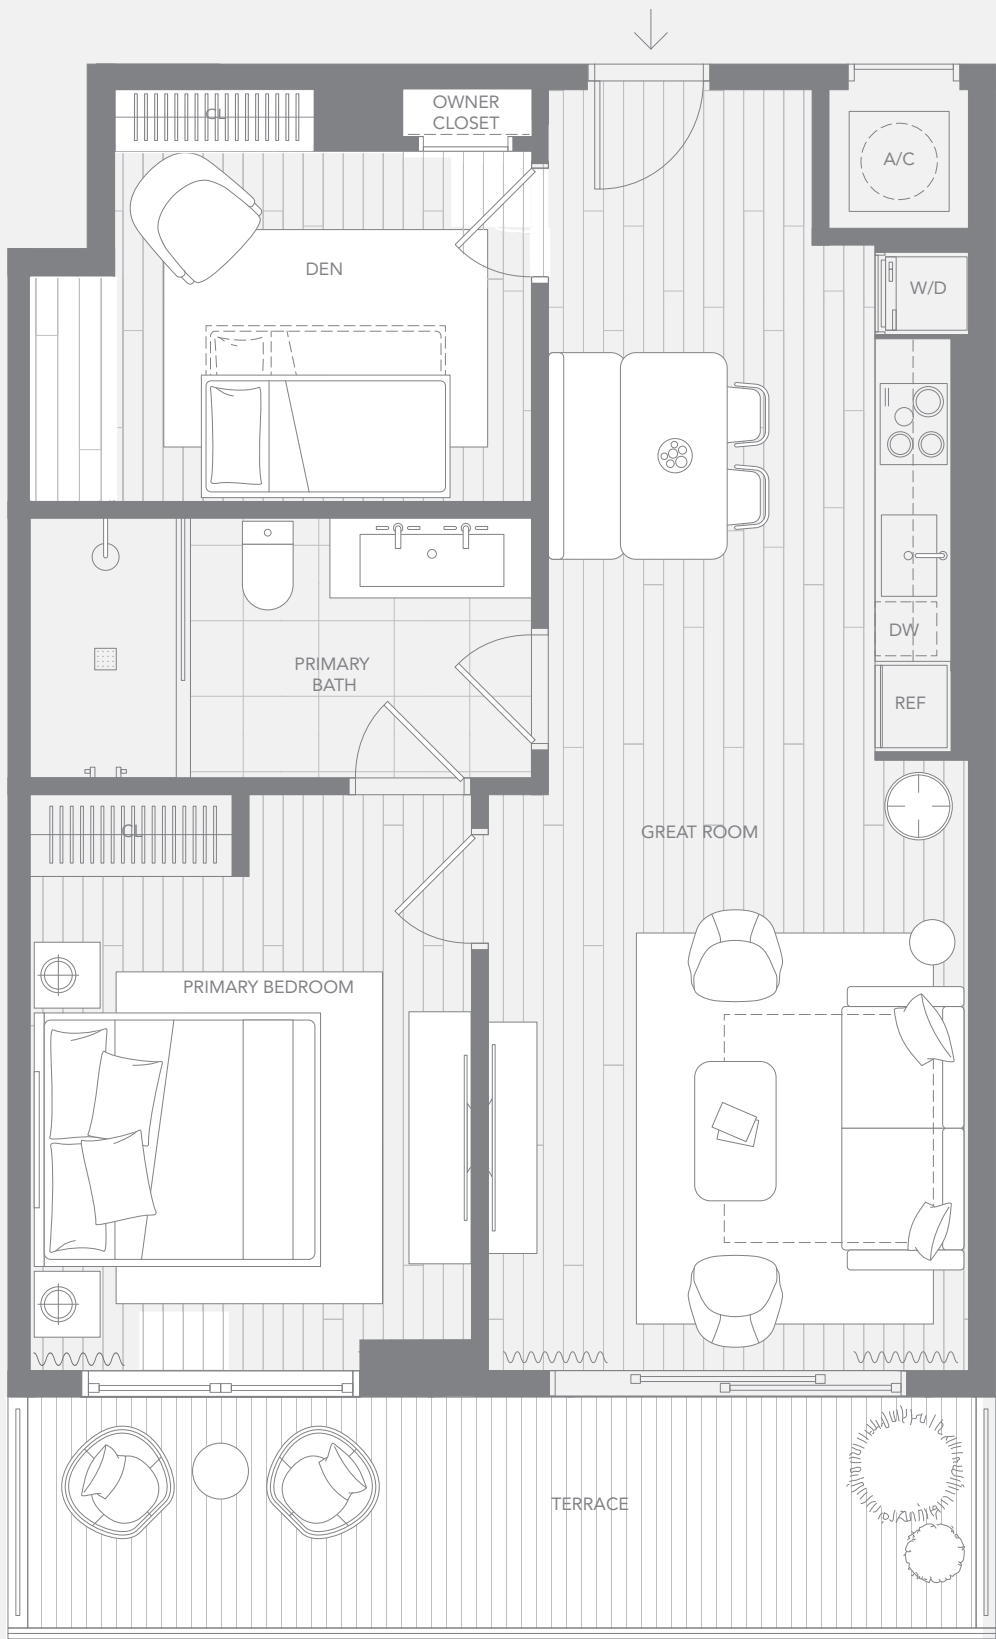 CL
OWNER
CLOSET
A/C
DEN
W/D
DW
PRIMARY
BATH
REF
CL
GREAT ROOM
PRIMARY BEDROOM
TERRACE